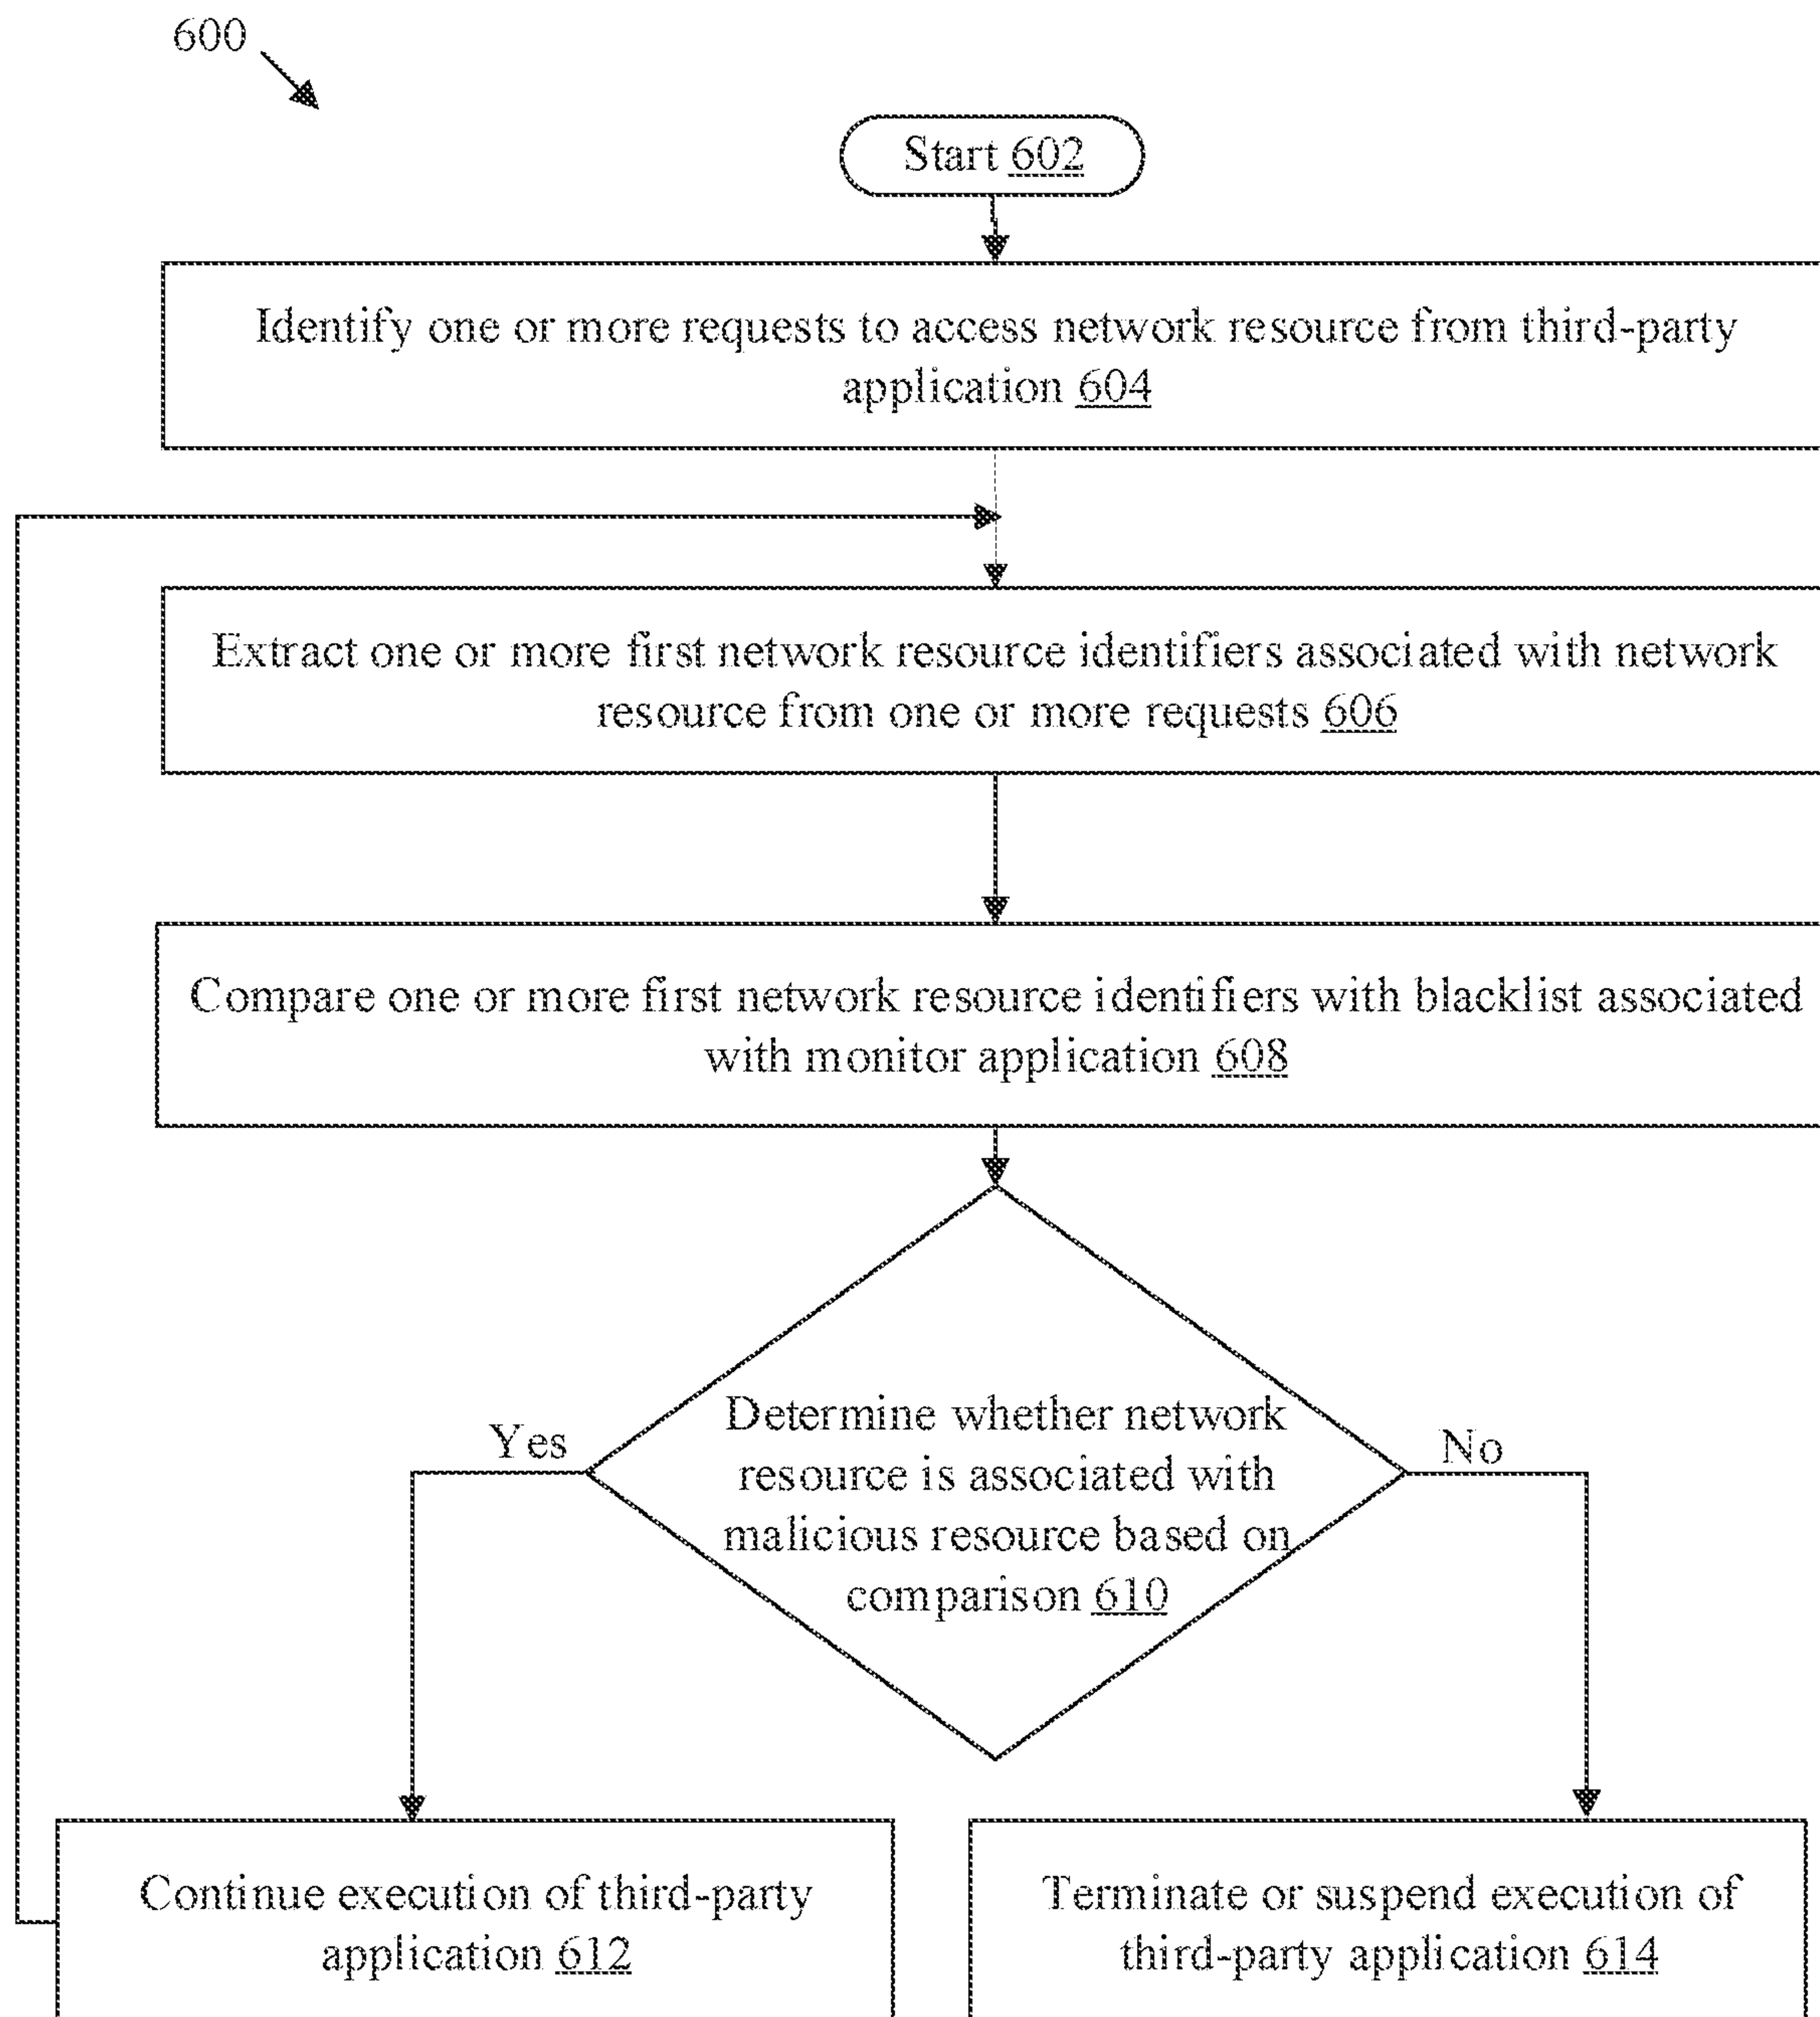 600
Start 602
Identify one or more requests to access network resource from third-party
application 604
Extract one or more first network resource identifiers associated with network
resource from one or more requests 606
Compare one or more first network resource identifiers with blacklist associated
with monitor application 608
Yes
Determine whether network
resource is associated with
malicious resource based on
comparison 610
No
Continue execution of third-party
application 612
Terminate or suspend execution of
third-party application 614